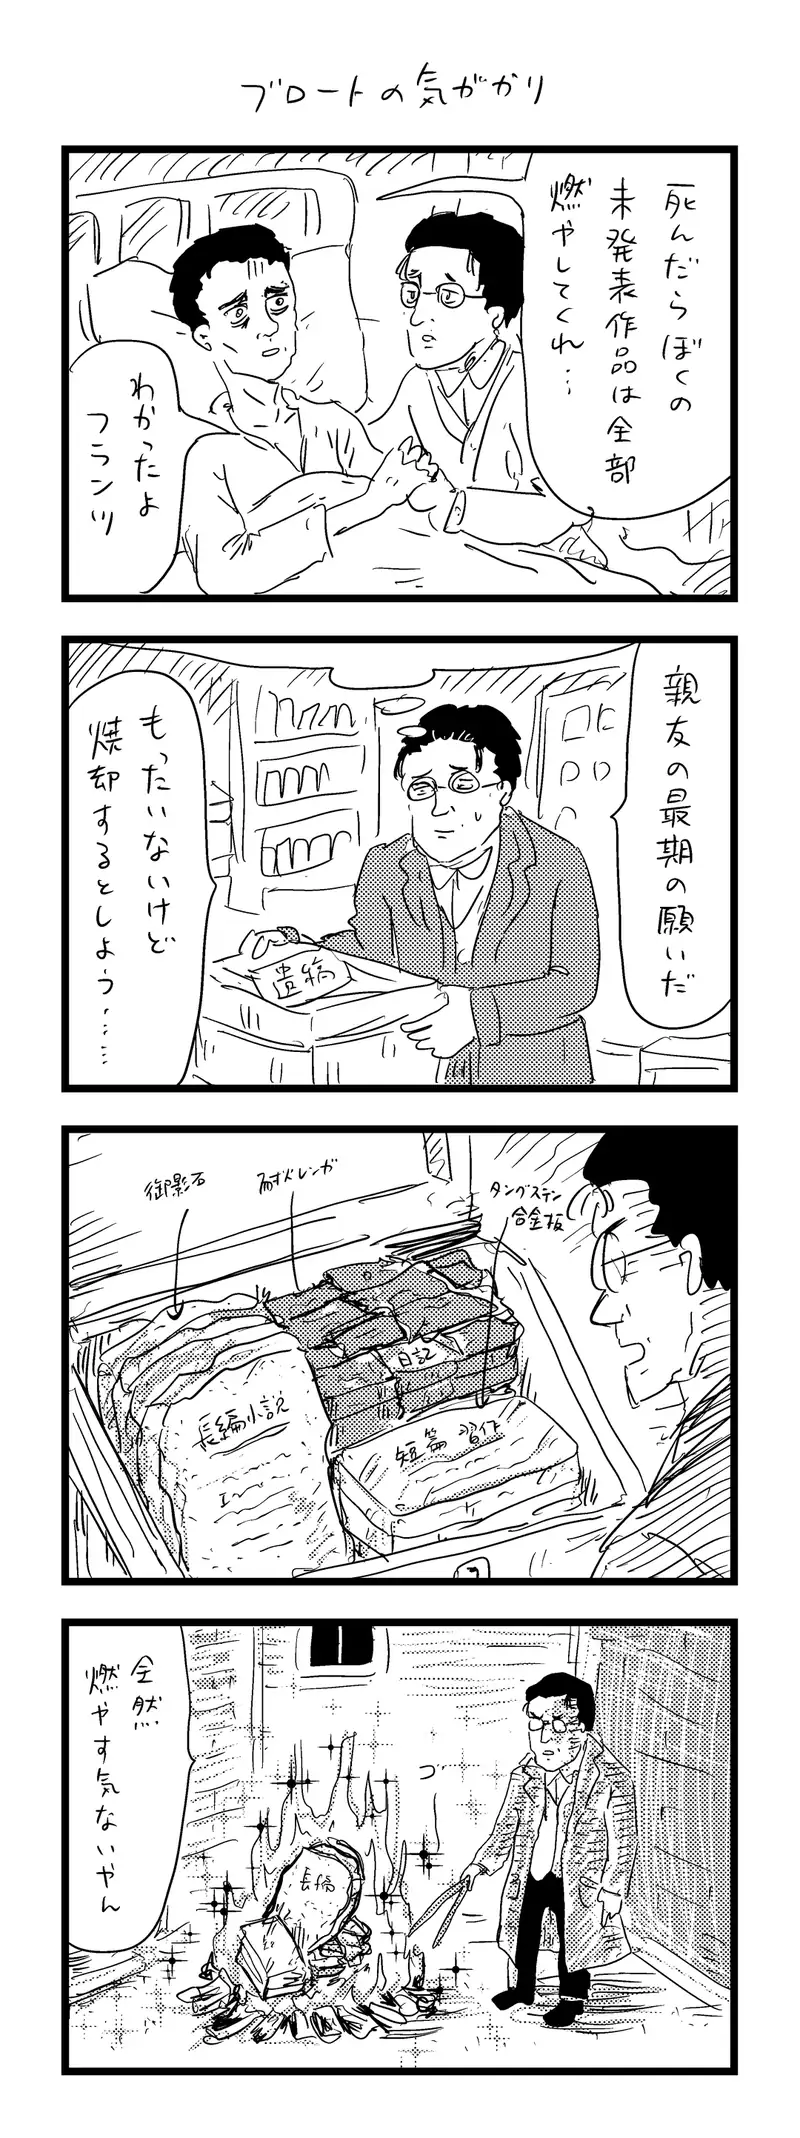 ブロートの気がかり
死んだらぼくの
未発表作品は全部
燃やしてくれ…
わかったよ
フランツ
親友の最期の願いだ
もったいないけど
焼却するとしよう……
遺稿
タングステン
合金板
耐火レンガ
御影石
日記
長編小説
短篇 習作
ゴ
全然
燃やす気ないやん
長編